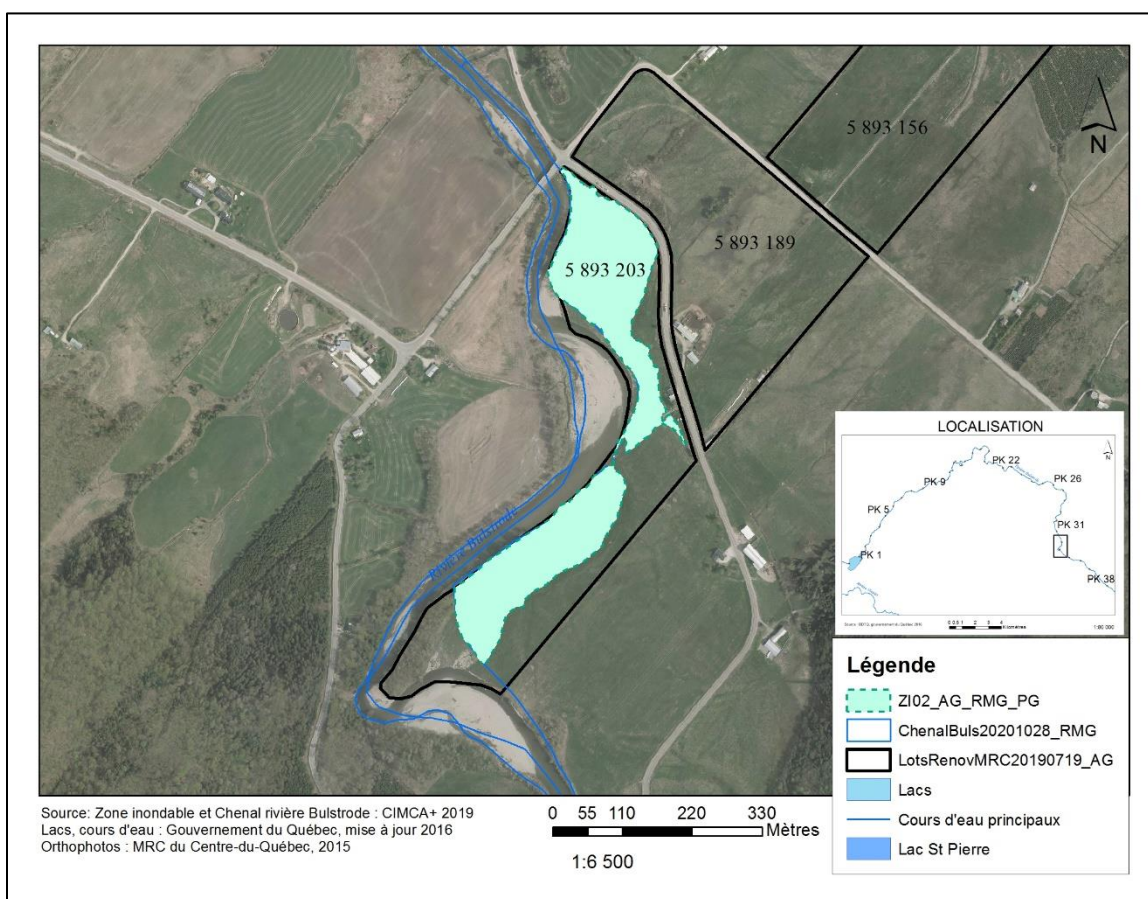 5 893 156
N
5 893 189
5 893 203
Rivière Bulstrode
LOCALISATION
PK 22
PK 26
PK 9
PK 5
PK 31
PK 1
PK 38
Kilomètres
Légende
ZI02_AG_RMG_PG
ChenalBuls20201028_RMG
LotsRenovMRC20190719_AG
Lacs
Cours d'eau principaux
Lac St Pierre
Source: Zone inondable et Chenal rivière Bulstrode : CIMCA+ 2019
Lacs, cours d'eau : Gouvernement du Québec, mise à jour 2016
Orthophotos : MRC du Centre-du-Québec, 2015
0 55 110 220 330
Mètres
1:6 500